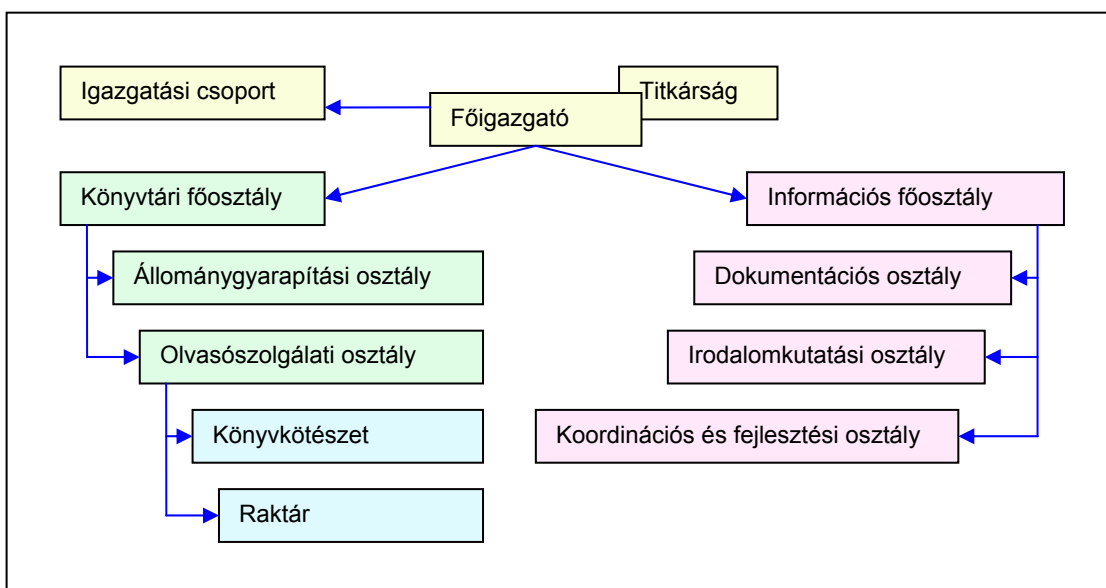 Igazgatási csoport
Titkárság
Főigazgató
Könyvtári főosztály
Információs főosztály
Állománygyarapítási osztály
Dokumentációs osztály
Olvasószolgálati osztály
Irodalomkutatási osztály
Könyvkötészet
Koordinációs és fejlesztési osztály
Raktár